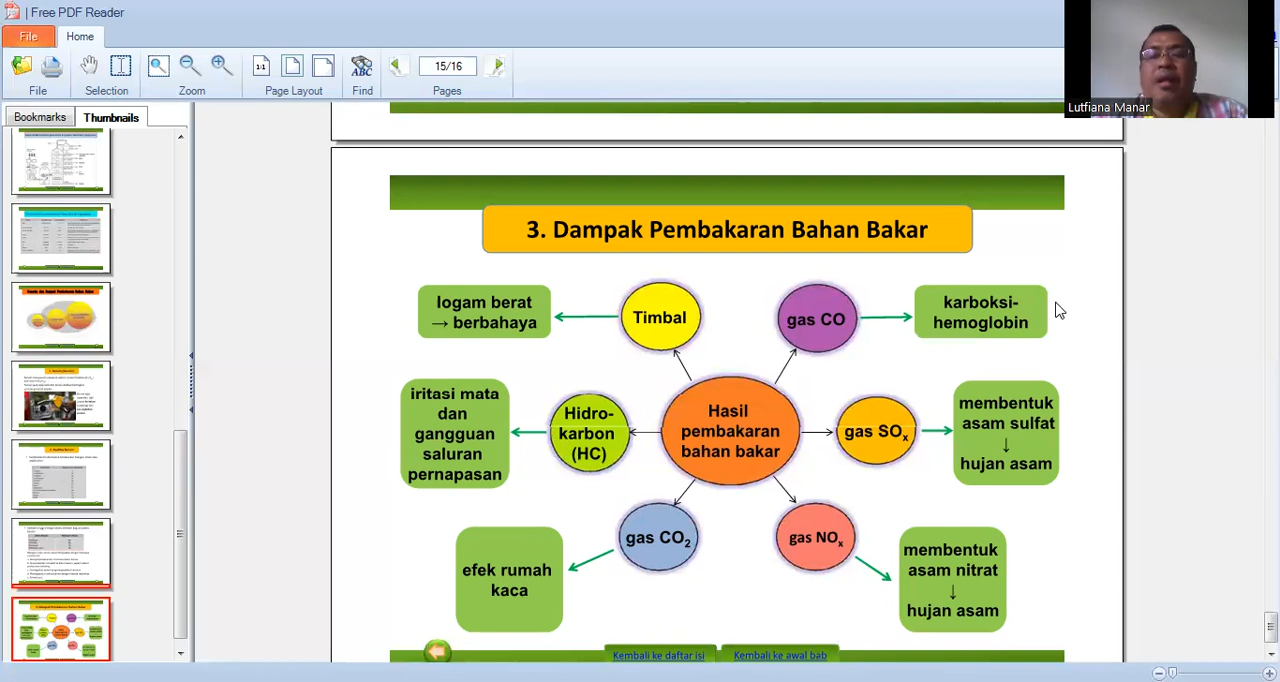 | Free PDF Reader
File
Home
1:1
ABC
15/16
File
Selection
Zoom
Page Layout
Find
Pages
Lutfiana Manar
Bookmarks
Thumbnails
3. Dampak Pembakaran Bahan Bakar
logam berat
→ berbahaya
Timbal
gas CO
karboksi-
hemoglobin
iritasi mata
dan
gangguan
saluran
pernapasan
Hidro-
karbon
(HC)
Hasil
pembakaran
bahan bakar
gas SOx
membentuk
asam sulfat
↓
hujan asam
efek rumah
kaca
gas CO2
gas NOx
membentuk
asam nitrat
↓
hujan asam
Kembali ke daftar isi
Kembali ke awal bab